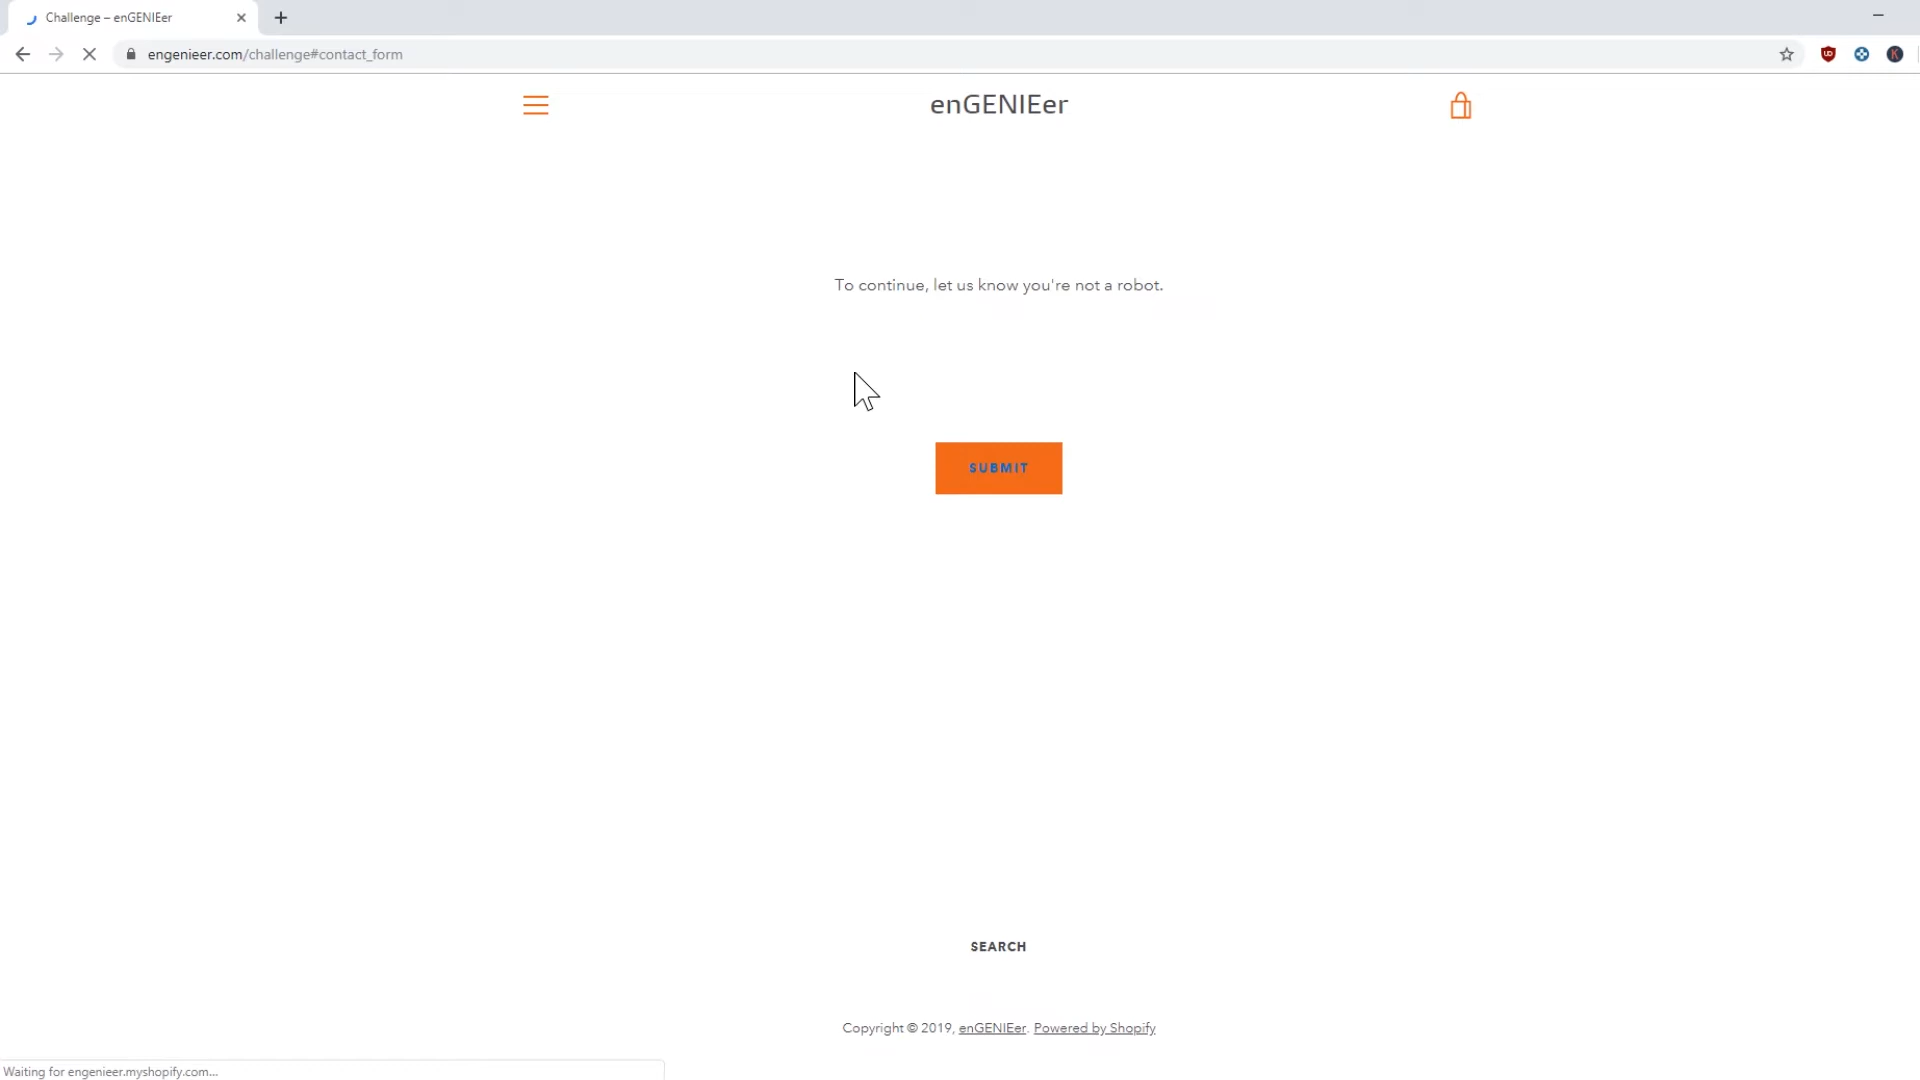 Challenge – enGENIEer
engenieer.com/challenge#contact_form
enGENIEer
To continue, let us know you're not a robot.
SUBMIT
SEARCH
Copyright © 2019, enGENIEer. Powered by Shopify
Waiting for engenieer.myshopify.com...